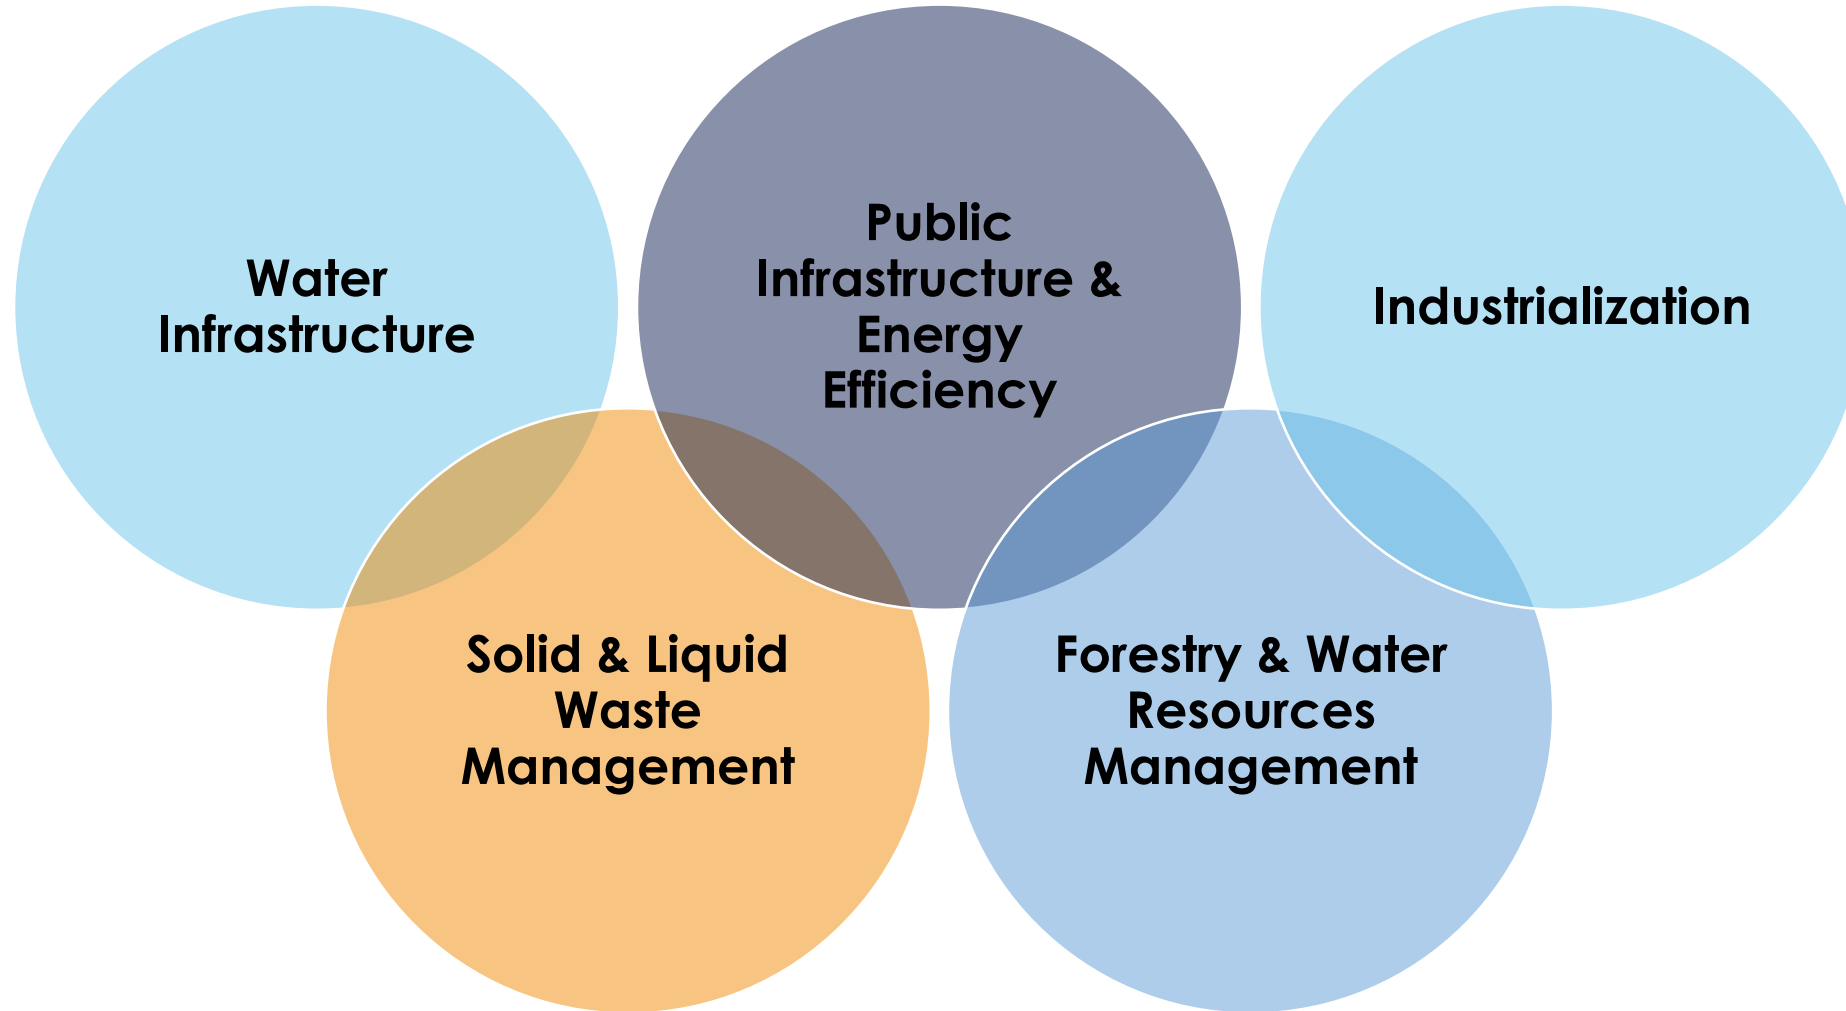 Water
Infrastructure
Public
Infrastructure &
Energy
Efficiency
Industrialization
Solid & Liquid
Waste
Management
Forestry & Water
Resources
Management